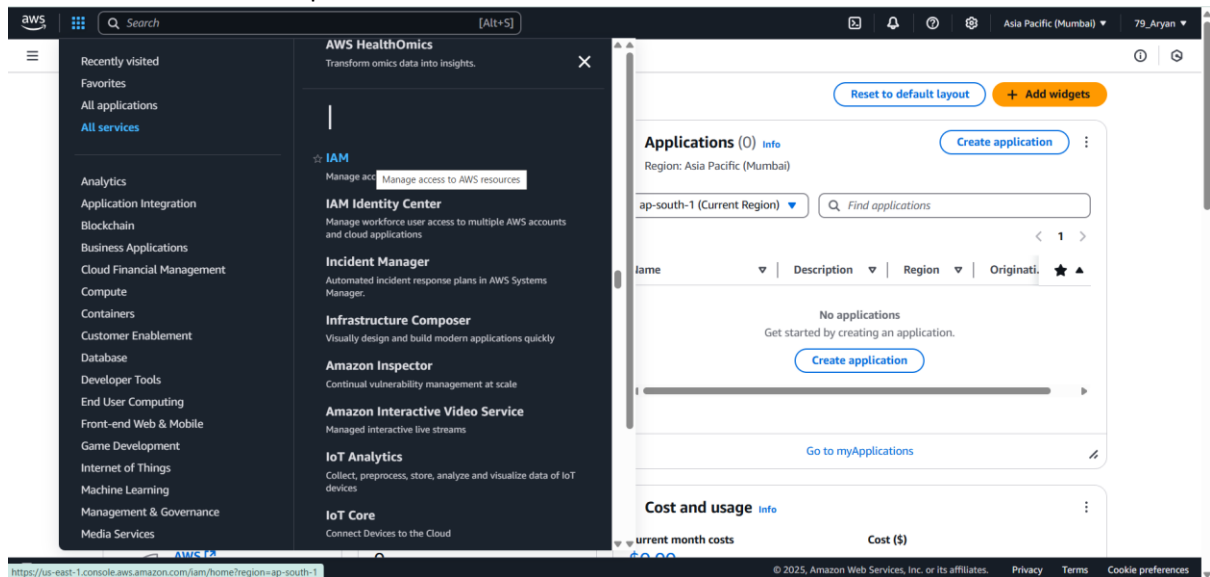 aws
Search
[Alt+S]
Asia Pacific (Mumbai) ▼
79_Aryan ▼
Recently visited
Favorites
All applications
All services
Analytics
Application Integration
Blockchain
Business Applications
Cloud Financial Management
Compute
Containers
Customer Enablement
Database
Developer Tools
End User Computing
Front-end Web & Mobile
Game Development
Internet of Things
Machine Learning
Management & Governance
Media Services
AWS HealthOmics
Transform omics data into insights.
I
IAM
Manage acc
Manage access to AWS resources
IAM Identity Center
Manage workforce user access to multiple AWS accounts
and cloud applications
Incident Manager
Automated incident response plans in AWS Systems
Manager.
Infrastructure Composer
Visually design and build modern applications quickly
Amazon Inspector
Continual vulnerability management at scale
Amazon Interactive Video Service
Managed interactive live streams
IoT Analytics
Collect, preprocess, store, analyze and visualize data of IoT
devices
IoT Core
Connect Devices to the Cloud
Reset to default layout
+ Add widgets
Applications (0) Info
Create application
Region: Asia Pacific (Mumbai)
ap-south-1 (Current Region) ▼
Find applications
1
Name
Description
Region
Originati.
No applications
Get started by creating an application.
Create application
Go to myApplications
Cost and usage Info
urrent month costs
Cost ($)
AWS
https://us-east-1.console.aws.amazon.com/iam/home?region=ap-south-1
© 2025, Amazon Web Services, Inc. or its affiliates.
Privacy
Terms
Cookie preferences